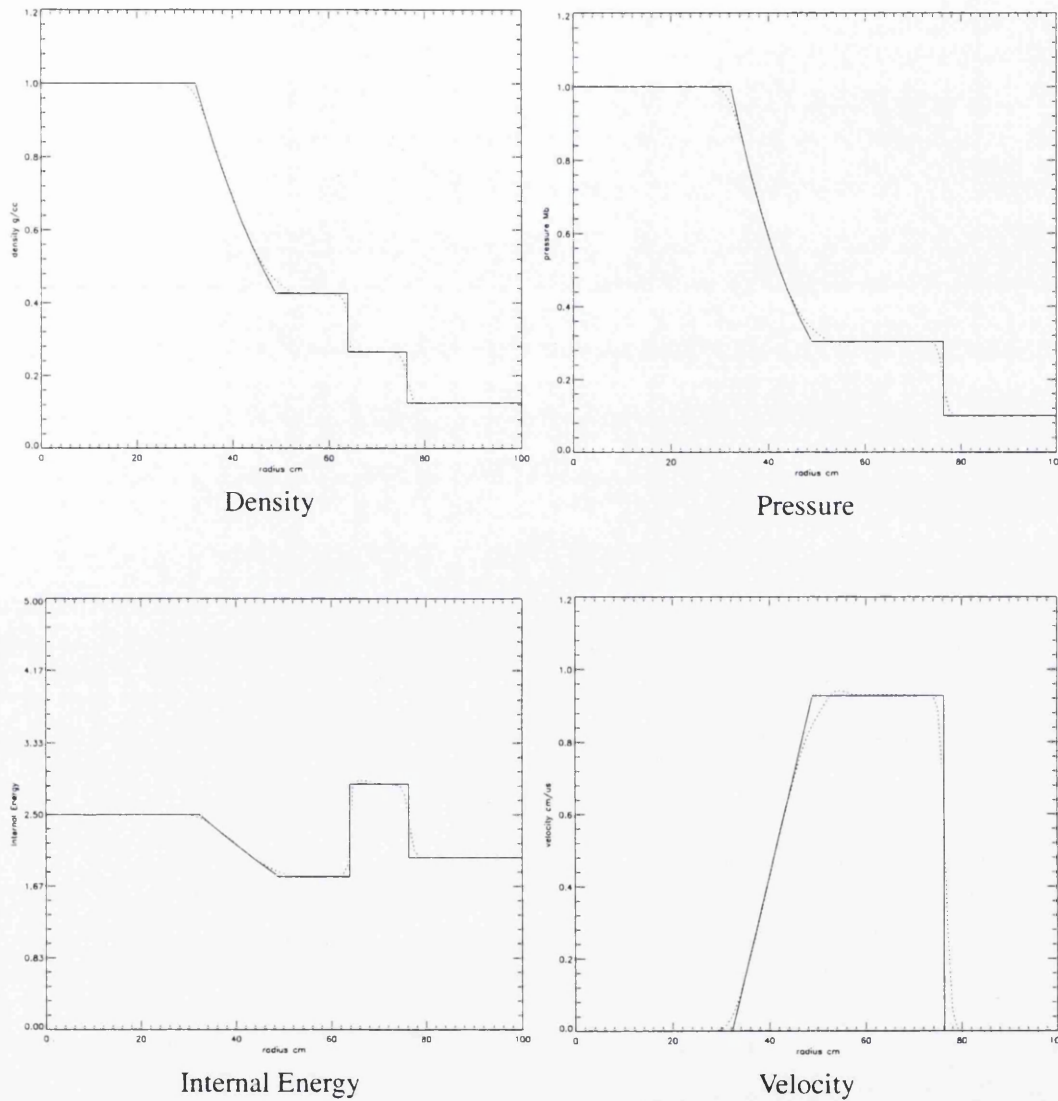 1.2
1.0
0.8
0.6
0.4
0.2
0.0
density g/cc
0 20 40 60 80 100
radius cm
Density
1.2
1.0
0.8
0.6
0.4
0.2
0.0
pressure Mb
0 20 40 60 80 100
radius cm
Pressure
5.00
4.17
3.33
2.50
1.67
0.83
0.00
Internal Energy
0 20 40 60 80 100
radius cm
Internal Energy
1.2
1.0
0.8
0.6
0.4
0.2
0.0
velocity cm/us
0 20 40 60 80 100
radius cm
Velocity